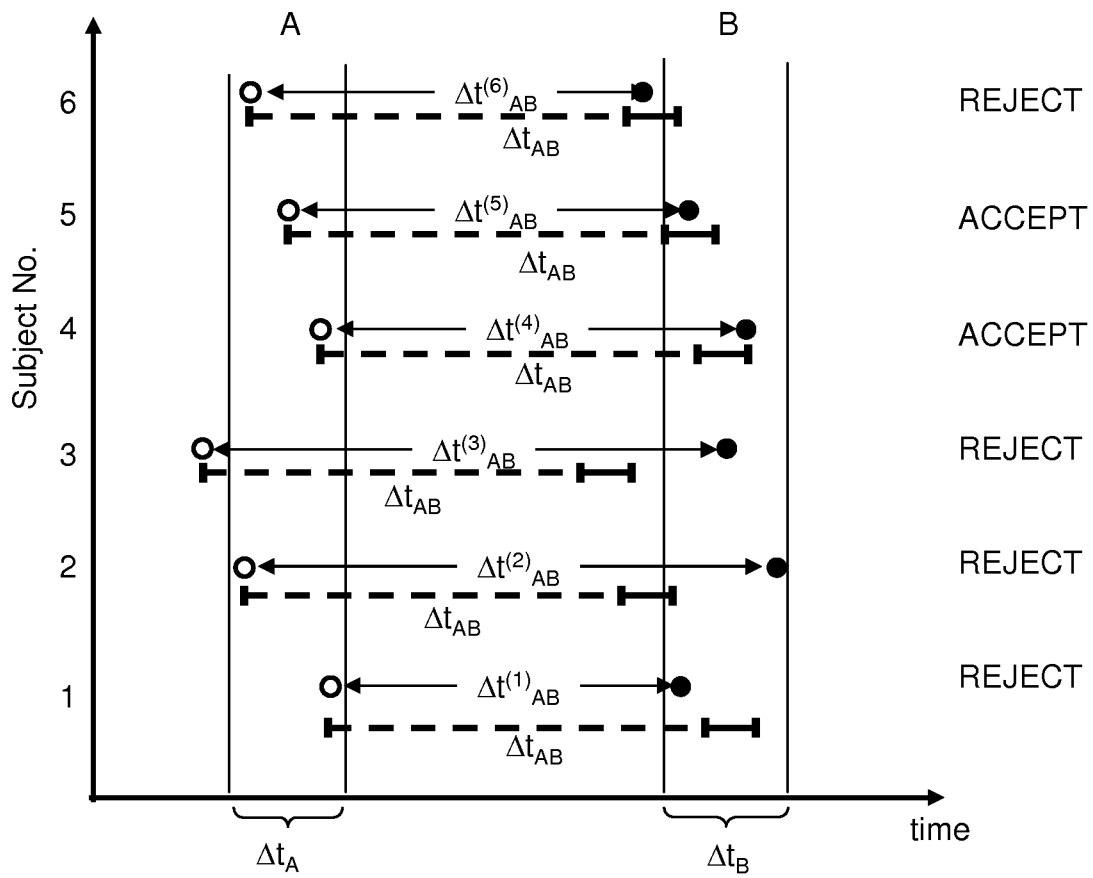 A B
6 Δt(6)AB REJECT
ΔtAB
5 Δt(5)AB ACCEPT
ΔtAB
4 Δt(4)AB ACCEPT
ΔtAB
Subject No.
3 Δt(3)AB REJECT
ΔtAB
2 Δt(2)AB REJECT
ΔtAB
1 Δt(1)AB REJECT
ΔtAB
time
ΔtA ΔtB